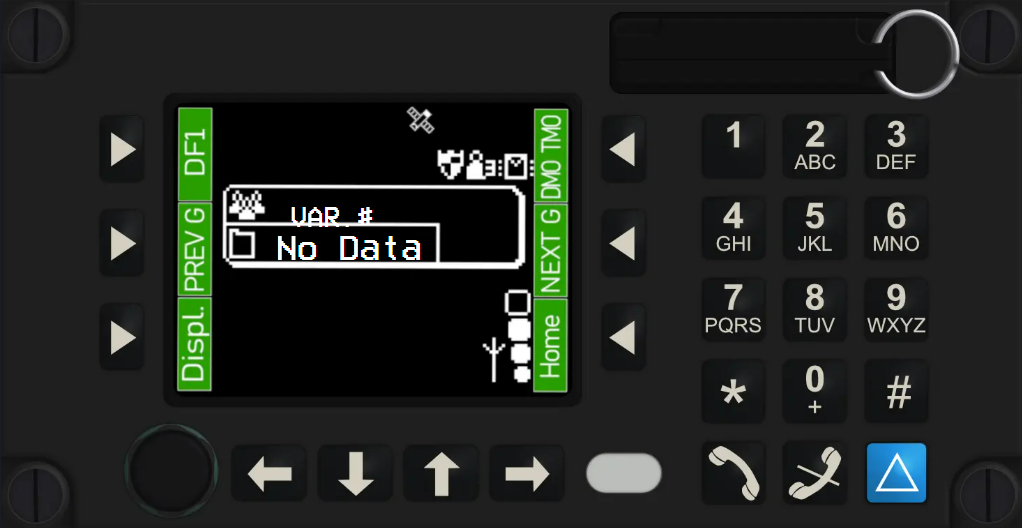 DF1
PREV G
Displ.
VAR.#
No Data
DMO TMO
NEXT G
Home
1
2
ABC
3
DEF
4
GHI
5
JKL
6
MNO
7
PQRS
8
TUV
9
WXYZ
*
0
+
#